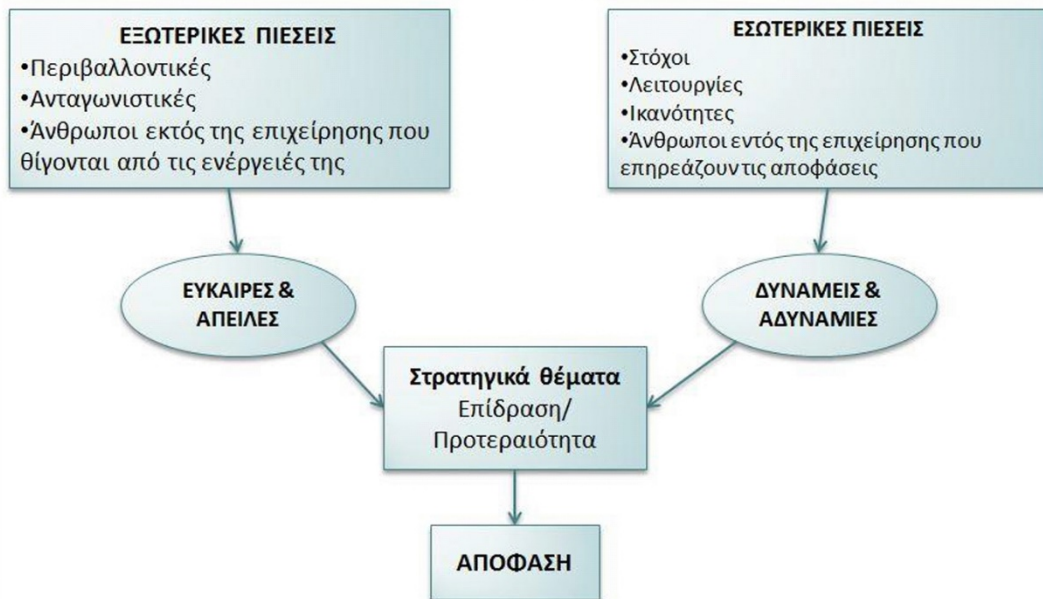 ΕΞΩΤΕΡΙΚΕΣ ΠΙΕΣΕΙΣ
•Περιβαλλοντικές
•Ανταγωνιστικές
•Άνθρωποι εκτός της επιχείρησης που
θίγονται από τις ενέργειές της
ΕΣΩΤΕΡΙΚΕΣ ΠΙΕΣΕΙΣ
•Στόχοι
•Λειτουργίες
•Ικανότητες
•Άνθρωποι εντός της επιχείρησης που
επηρεάζουν τις αποφάσεις
ΕΥΚΑΙΡΕΣ &
ΑΠΕΙΛΕΣ
ΔΥΝΑΜΕΙΣ &
ΑΔΥΝΑΜΙΕΣ
Στρατηγικά θέματα
Επίδραση/
Προτεραιότητα
ΑΠΟΦΑΣΗ